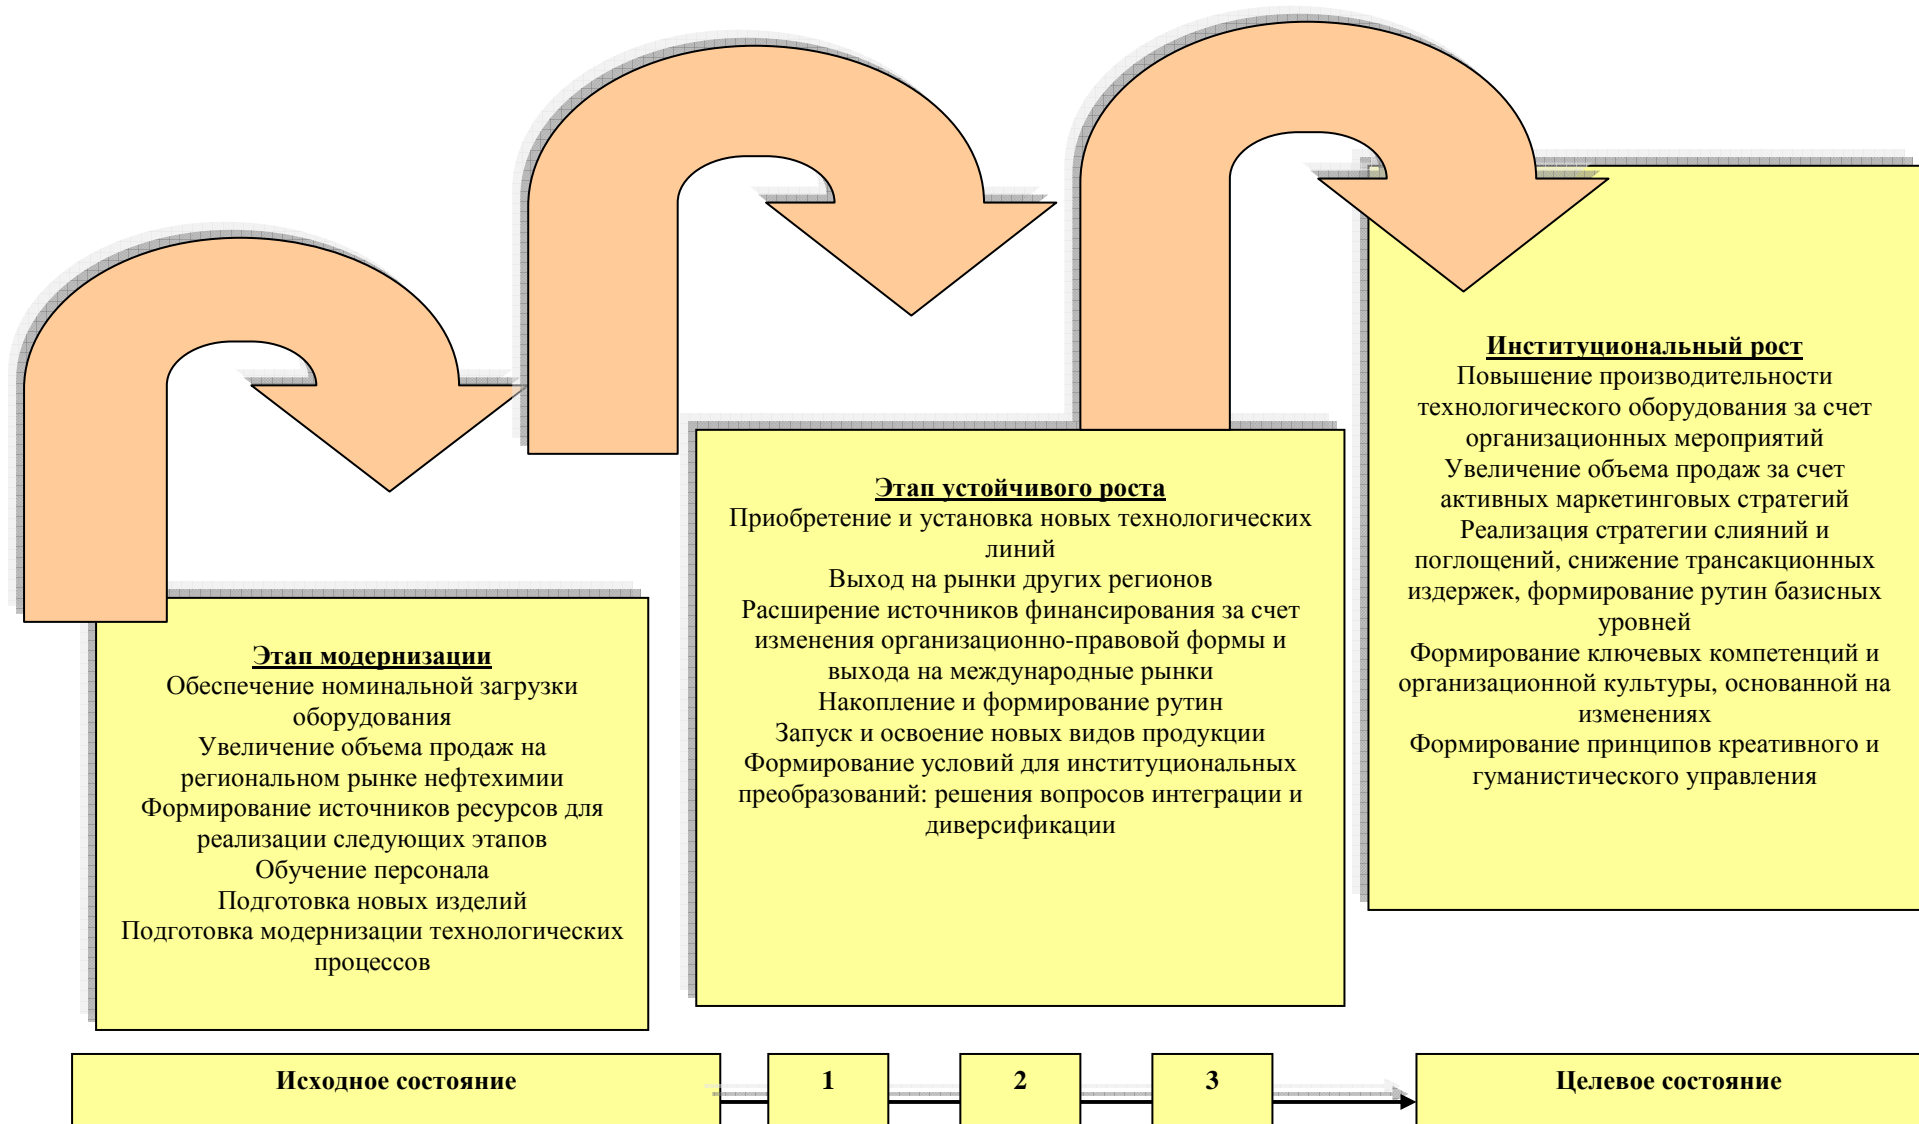 Этап модернизации
Обеспечение номинальной загрузки
оборудования
Увеличение объема продаж на
региональном рынке нефтехимии
Формирование источников ресурсов для
реализации следующих этапов
Обучение персонала
Подготовка новых изделий
Подготовка модернизации технологических
процессов
Этап устойчивого роста
Приобретение и установка новых технологических
линий
Выход на рынки других регионов
Расширение источников финансирования за счет
изменения организационно-правовой формы и
выхода на международные рынки
Накопление и формирование рутин
Запуск и освоение новых видов продукции
Формирование условий для институциональных
преобразований: решения вопросов интеграции и
диверсификации
Институциональный рост
Повышение производительности
технологического оборудования за счет
организационных мероприятий
Увеличение объема продаж за счет
активных маркетинговых стратегий
Реализация стратегии слияний и
поглощений, снижение трансакционных
издержек, формирование рутин базисных
уровней
Формирование ключевых компетенций и
организационной культуры, основанной на
изменениях
Формирование принципов креативного и
гуманистического управления
Исходное состояние
1
2
3
Целевое состояние